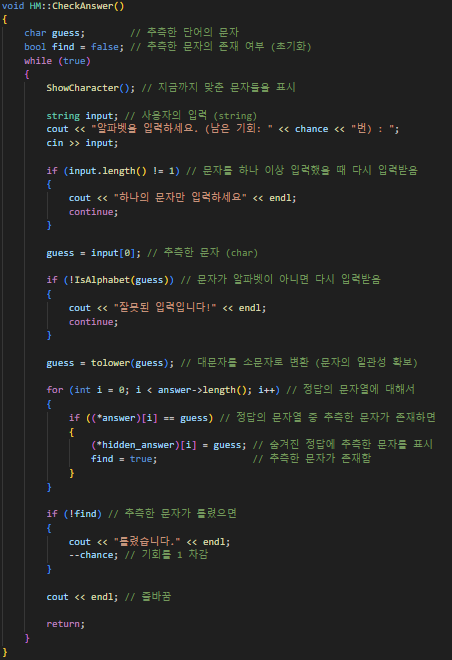 void HM::CheckAnswer()
{
    char guess;        // 추측한 단어의 문자
    bool find = false; // 추측한 문자의 존재 여부 (초기화)
    while (true)
    {
        ShowCharacter(); // 지금까지 맞춘 문자들을 표시

        string input; // 사용자의 입력 (string)
        cout << "알파벳을 입력하세요. (남은 기회: " << chance << "번) : ";
        cin >> input;

        if (input.length() != 1) // 문자를 하나 이상 입력했을 때 다시 입력받음
        {
            cout << "하나의 문자만 입력하세요" << endl;
            continue;
        }

        guess = input[0]; // 추측한 문자 (char)

        if (!IsAlphabet(guess)) // 문자가 알파벳이 아니면 다시 입력받음
        {
            cout << "잘못된 입력입니다!" << endl;
            continue;
        }

        guess = tolower(guess); // 대문자를 소문자로 변환 (문자의 일관성 확보)

        for (int i = 0; i < answer->length(); i++) // 정답의 문자열에 대해서
        {
            if ((*answer)[i] == guess) // 정답의 문자열 중 추측한 문자가 존재하면
            {
                (*hidden_answer)[i] = guess; // 숨겨진 정답에 추측한 문자를 표시
                find = true;                 // 추측한 문자가 존재함
            }
        }

        if (!find) // 추측한 문자가 틀렸으면
        {
            cout << "틀렸습니다." << endl;
            --chance; // 기회를 1 차감
        }

        cout << endl; // 줄바꿈

        return;
    }
}